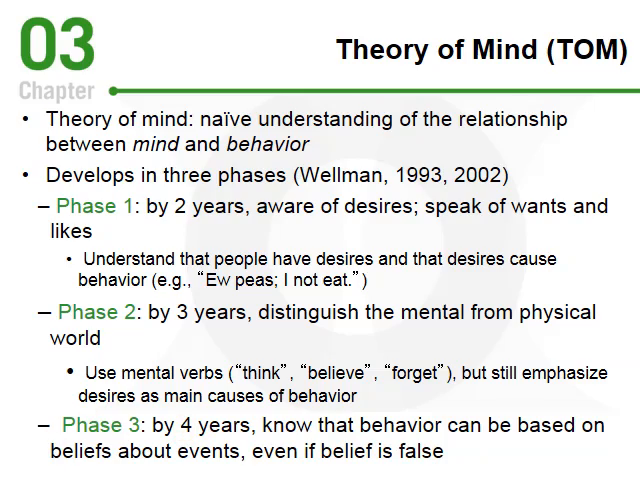 03
Chapter
Theory of Mind (TOM)
• Theory of mind: naïve understanding of the relationship
between mind and behavior
• Develops in three phases (Wellman, 1993, 2002)
– Phase 1: by 2 years, aware of desires; speak of wants and
likes
• Understand that people have desires and that desires cause
behavior (e.g., “Ew peas; I not eat.”)
– Phase 2: by 3 years, distinguish the mental from physical
world
• Use mental verbs (“think”, “believe”, “forget”), but still emphasize
desires as main causes of behavior
– Phase 3: by 4 years, know that behavior can be based on
beliefs about events, even if belief is false